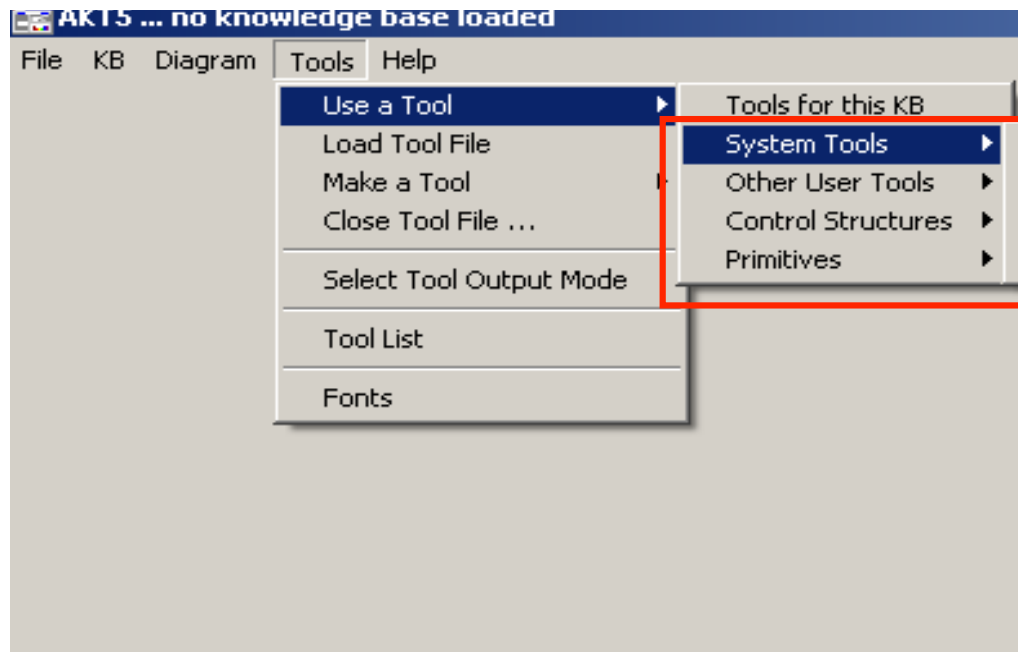 AKT5 ... no knowledge base loaded
File KB Diagram Tools Help
Use a Tool
Load Tool File
Make a Tool
Close Tool File ...
Select Tool Output Mode
Tool List
Fonts
Tools for this KB
System Tools
Other User Tools
Control Structures
Primitives